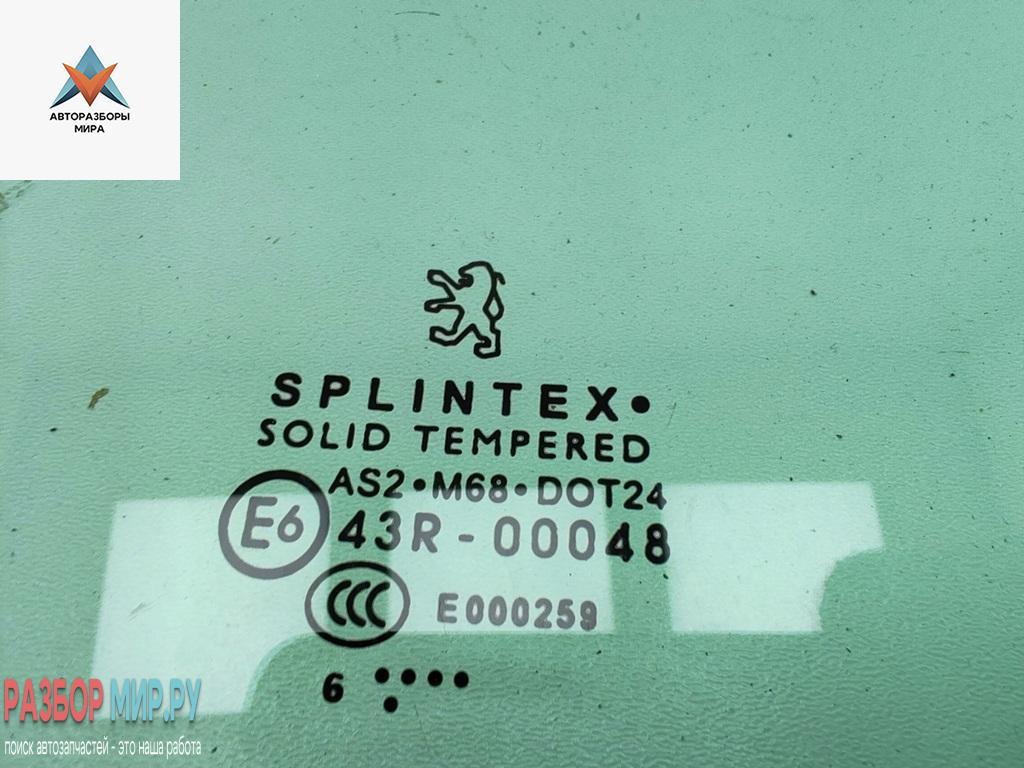 АВТОРАЗБОРЫ
МИРА
SPLINTEX•
SOLID TEMPERED
AS2•M68•DOT24
E6 43R-00048
CCC E000259
6
РАЗБОР МИР.РУ
поиск автозапчастей - это наша работа